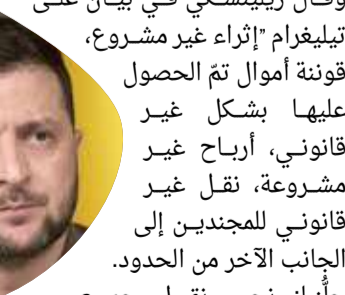 تيليغرام "إثراء غير مشروع،
قوننة أموال تمّ الحصول
عليها بشكل غير
قانوني، أرباح غير
مشروعة، نقل غير
قانوني للمجندين إلى
الجانب الآخر من الحدود.